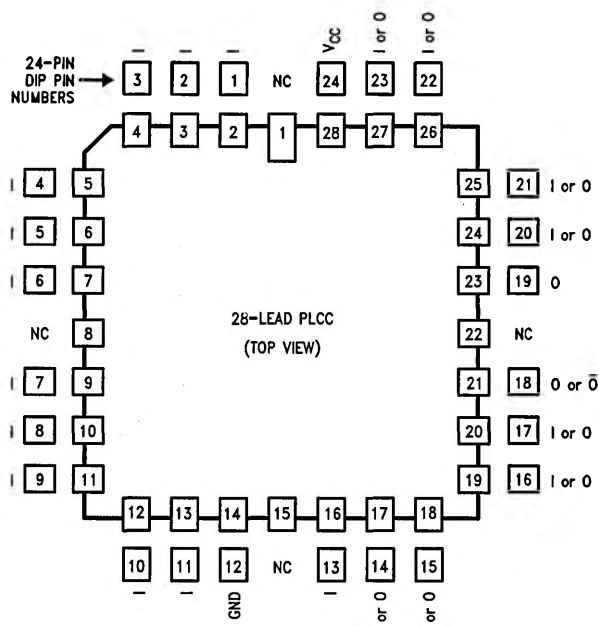 I I I V_CC I or O I or O
24-PIN
DIP PIN
NUMBERS
3 2 1 NC 24 23 22
4 3 2 1 28 27 26
I 4 5 25 21 I or O
I 5 6 24 20 I or O
I 6 7 23 19 O
NC 8 22 NC
28-LEAD PLCC
(TOP VIEW)
I 7 9 21 18 O or O̅
I 8 10 20 17 I or O
I 9 11 19 16 I or O
12 13 14 15 16 17 18
10 11 12 NC 13 14 15
I I GND I or O or O